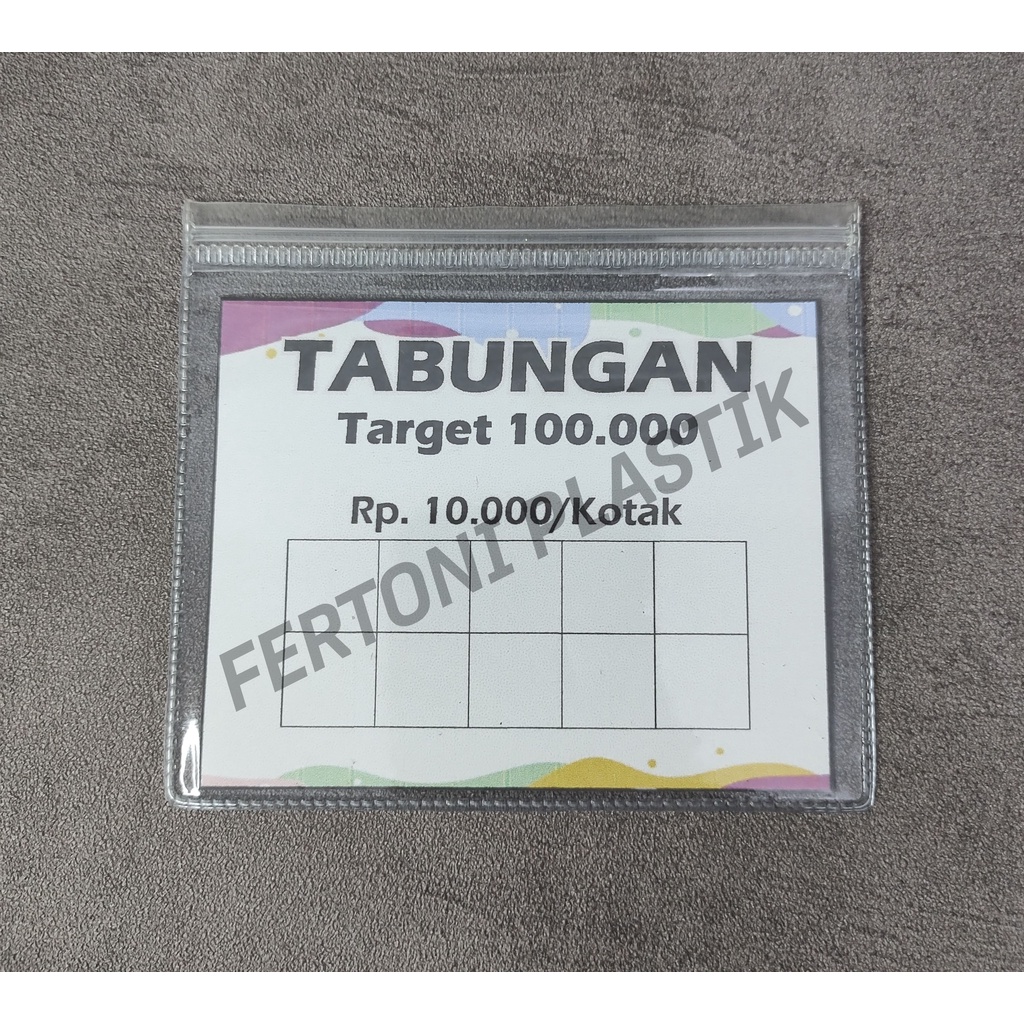 TABUNGAN
Target 100.000
Rp. 10.000/Kotak
FERTONI PLASTIK